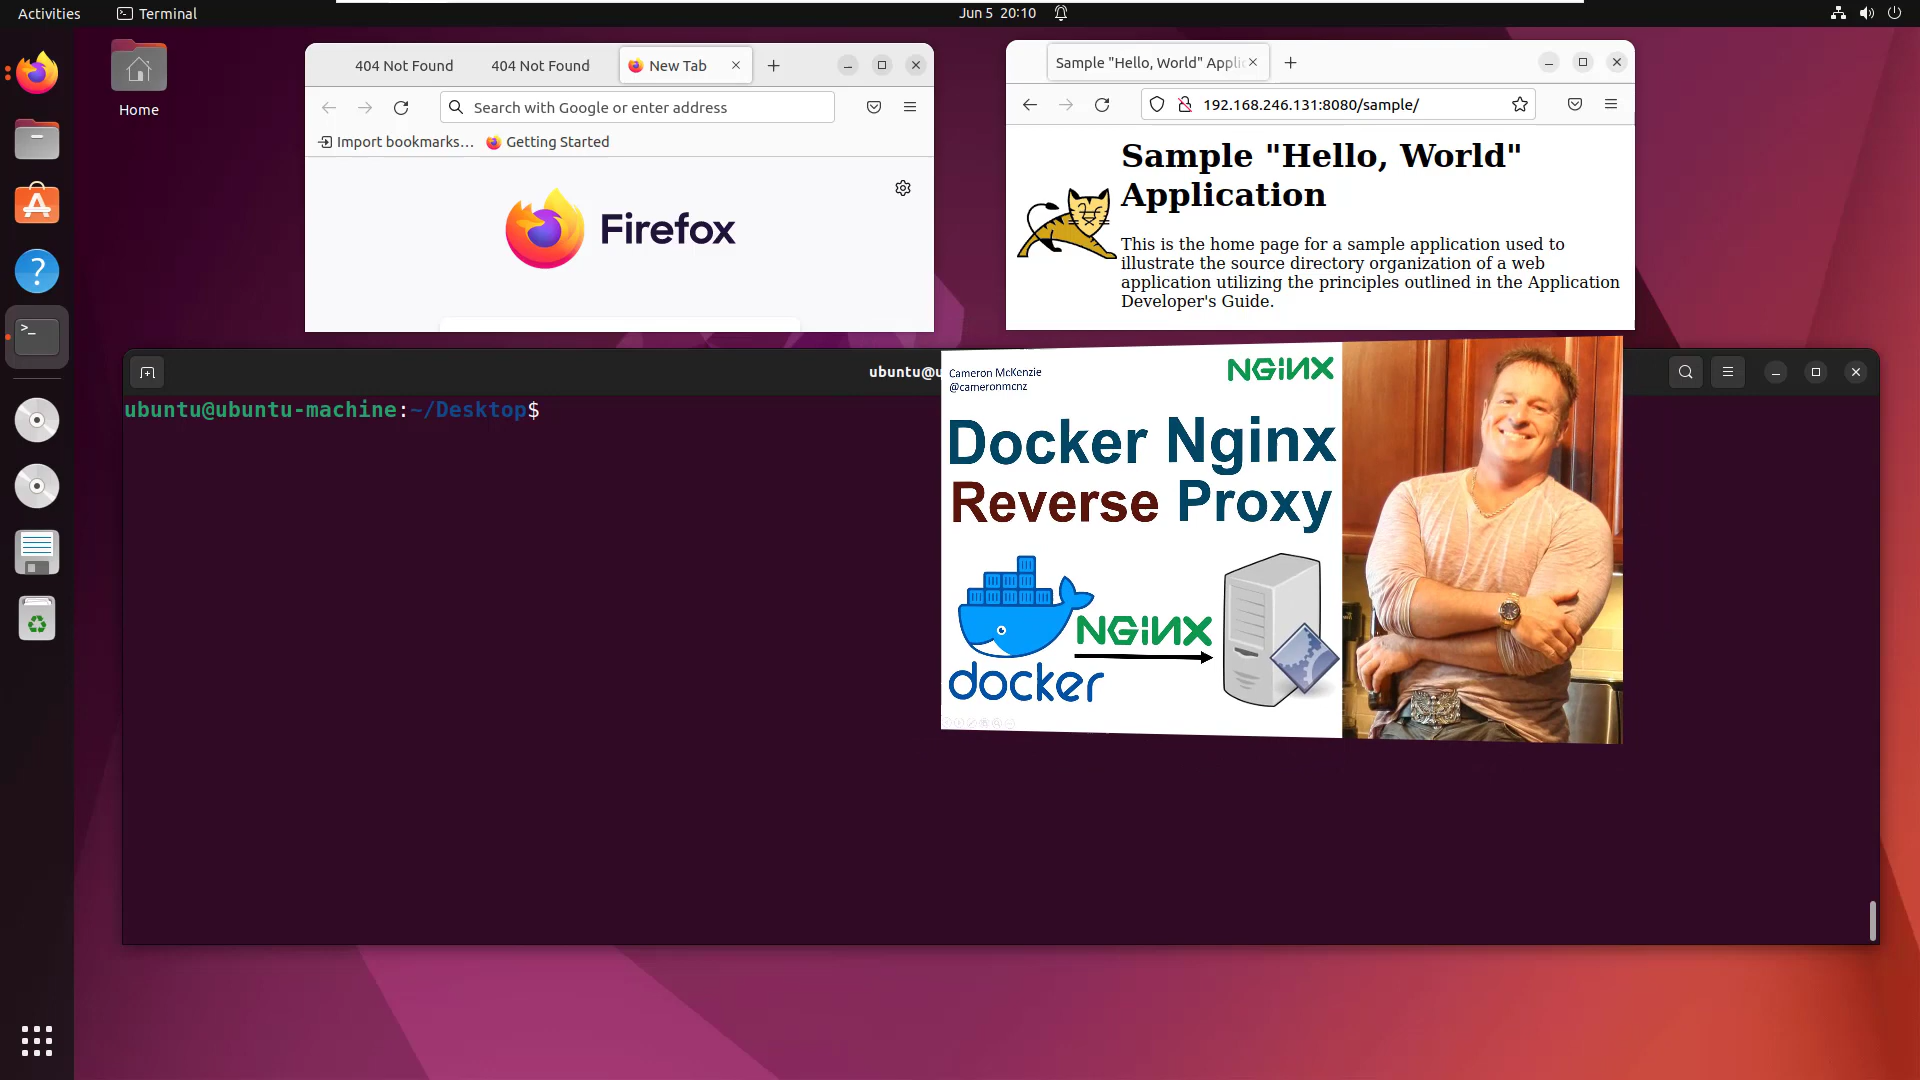 Activities
Terminal
Jun 5 20:10
Home
404 Not Found
404 Not Found
New Tab
Search with Google or enter address
Import bookmarks...
Getting Started
Firefox
Sample "Hello, World" Appli
192.168.246.131:8080/sample/
Sample "Hello, World"
Application
This is the home page for a sample application used to
illustrate the source directory organization of a web
application utilizing the principles outlined in the Application
Developer's Guide.
ubuntu@u
ubuntu@ubuntu-machine:~/Desktop$
Cameron McKenzie
@cameronmcnz
NGINX
Docker Nginx
Reverse Proxy
NGINX
docker